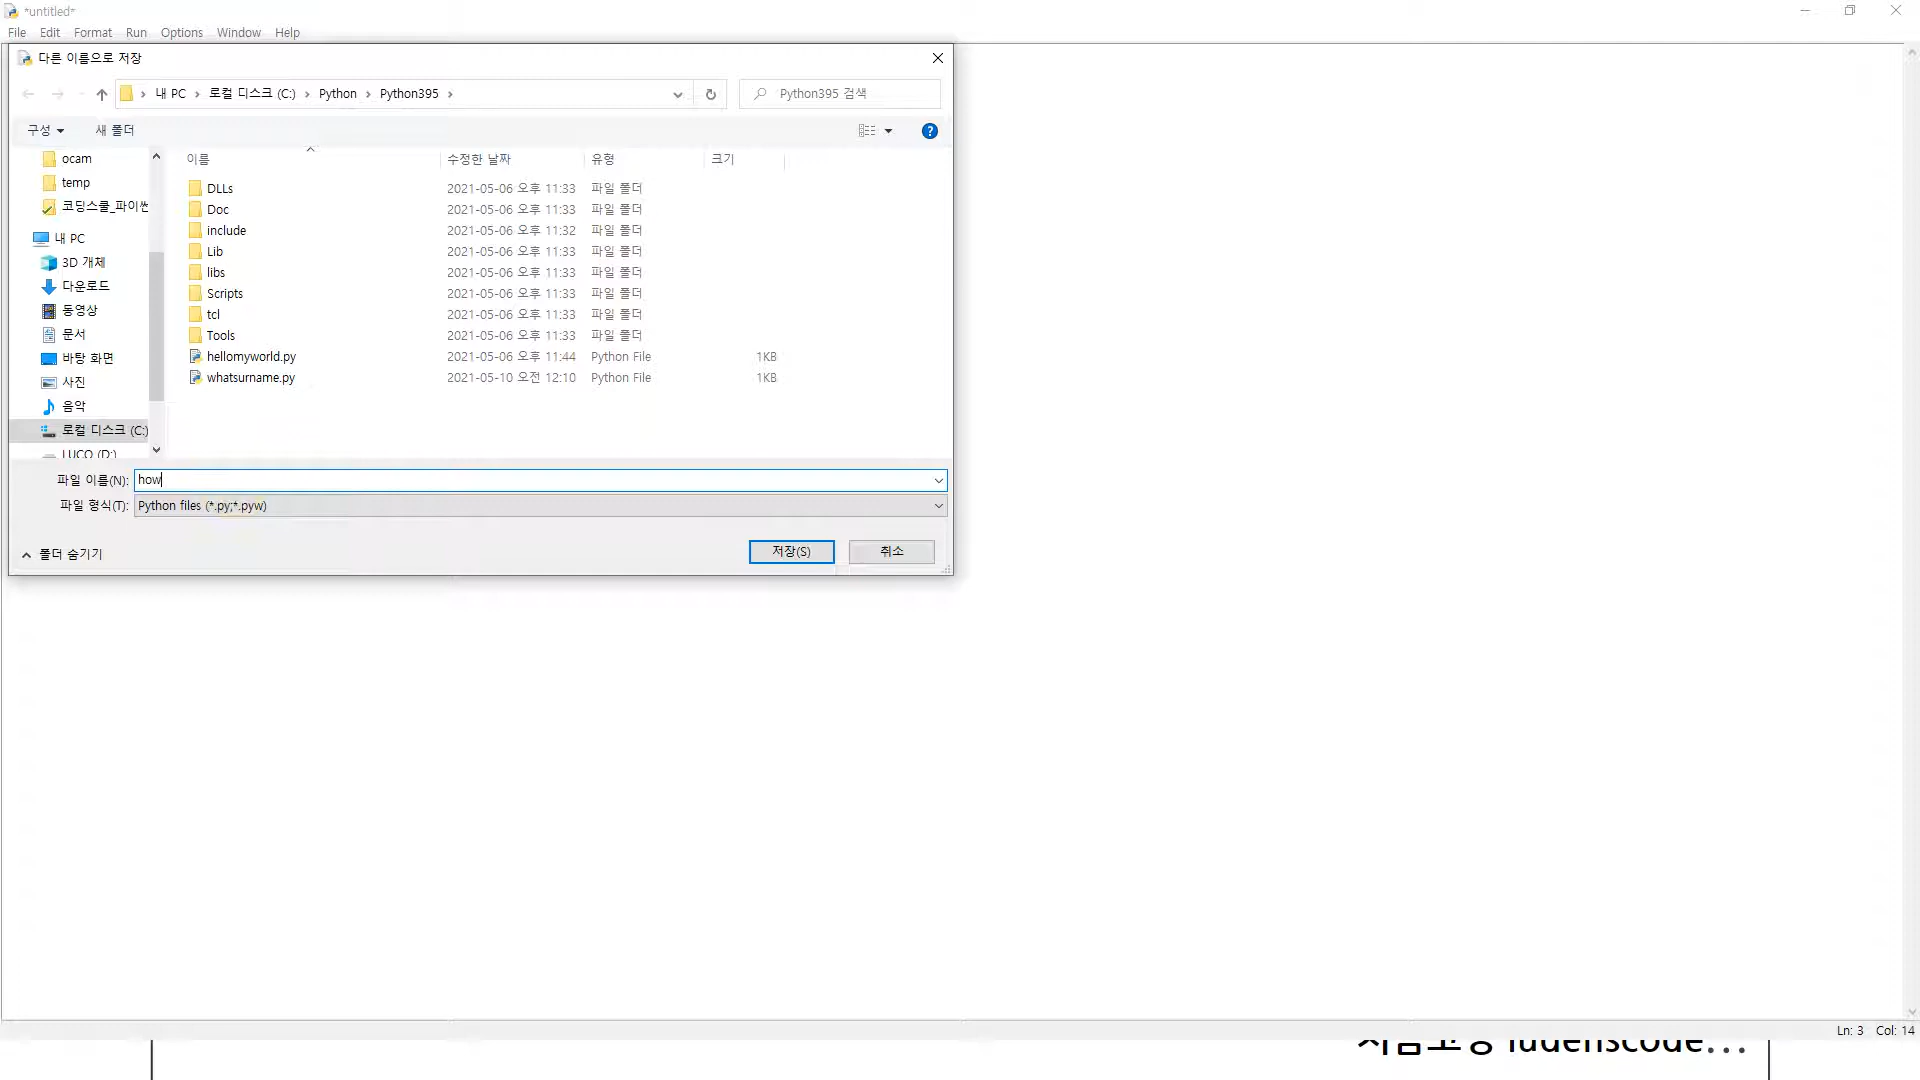 *untitled*
File Edit Format Run Options Window Help
다른 이름으로 저장
내 PC 로컬 디스크 (C:) Python Python395
Python395 검색
구성 새 폴더
ocam
temp
코딩스쿨_파이썬
내 PC
3D 개체
다운로드
동영상
문서
바탕 화면
사진
음악
로컬 디스크 (C:)
LUCO (D:)
이름 수정한 날짜 유형 크기
DLLs 2021-05-06 오후 11:33 파일 폴더
Doc 2021-05-06 오후 11:33 파일 폴더
include 2021-05-06 오후 11:32 파일 폴더
Lib 2021-05-06 오후 11:33 파일 폴더
libs 2021-05-06 오후 11:33 파일 폴더
Scripts 2021-05-06 오후 11:33 파일 폴더
tcl 2021-05-06 오후 11:33 파일 폴더
Tools 2021-05-06 오후 11:33 파일 폴더
hellomyworld.py 2021-05-06 오후 11:44 Python File 1KB
whatsurname.py 2021-05-10 오전 12:10 Python File 1KB
파일 이름(N): how
파일 형식(T): Python files (*.py;*.pyw)
폴더 숨기기
저장(S) 취소
Ln: 3 Col: 14
ludenscode...